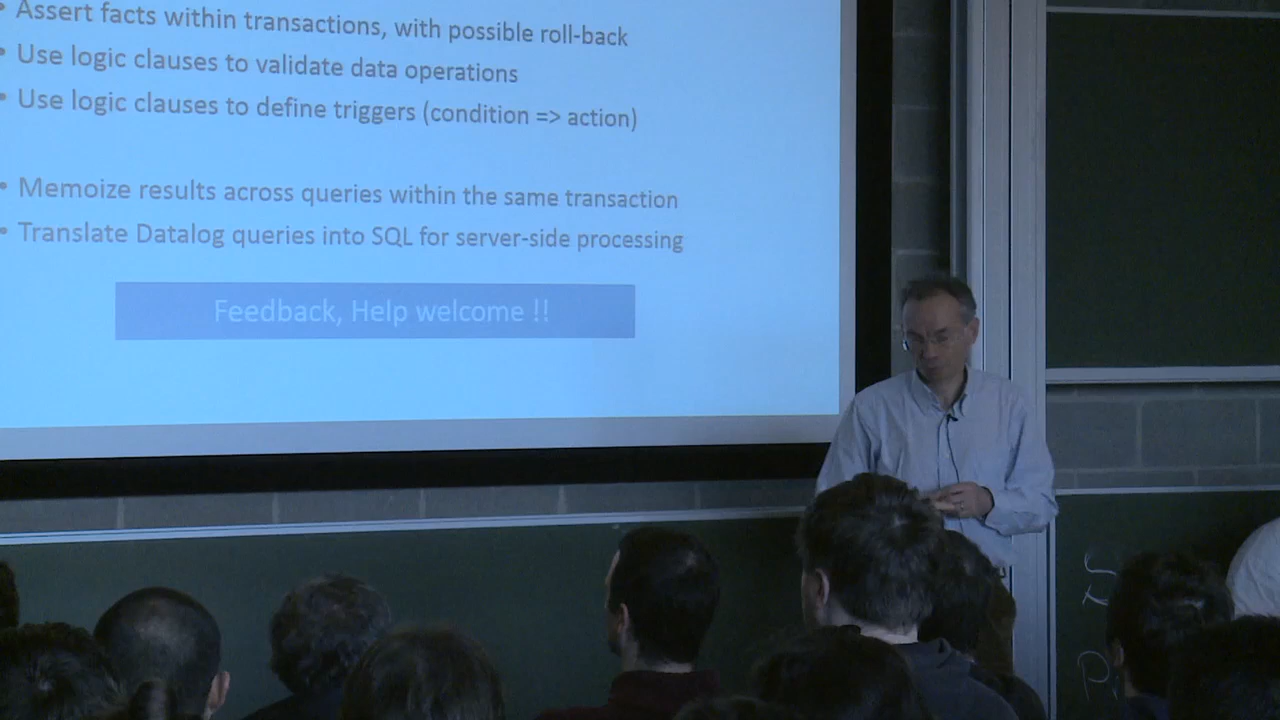 • Assert facts within transactions, with possible roll-back
• Use logic clauses to validate data operations
• Use logic clauses to define triggers (condition => action)
• Memoize results across queries within the same transaction
• Translate Datalog queries into SQL for server-side processing
Feedback, Help welcome !!